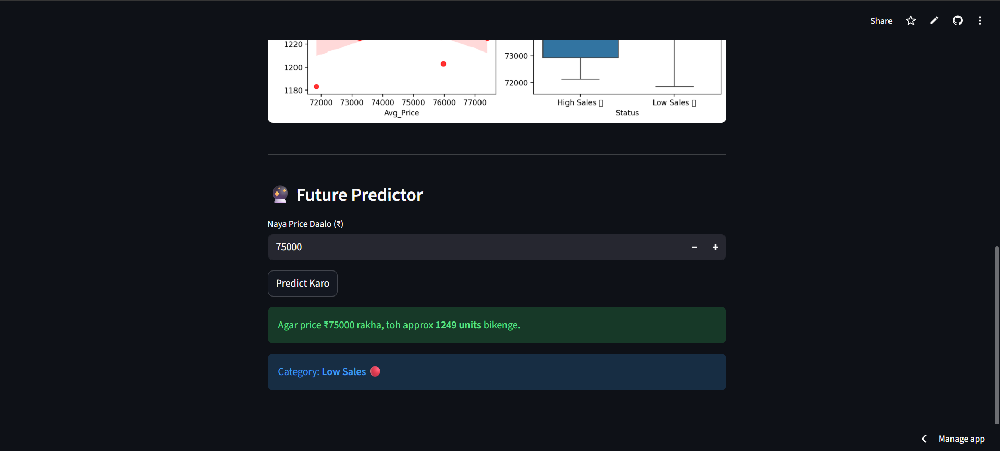 Share
1220
1200
1180
72000 73000 74000 75000 76000 77000
Avg_Price
73000
72000
High Sales Low Sales
Status
🔮 Future Predictor
Naya Price Daalo (₹)
75000 − +
Predict Karo
Agar price ₹75000 rakha, toh approx 1249 units bikenge.
Category: Low Sales 🔴
Manage app